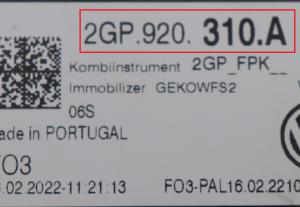 2GP.920. 310.A
Kombiinstrument 2GP_FPK__
Immobilizer GEKOWFS2
06S
ade in PORTUGAL
FO3
.02 2022-11:21:13 FO3-PAL16.02.2210